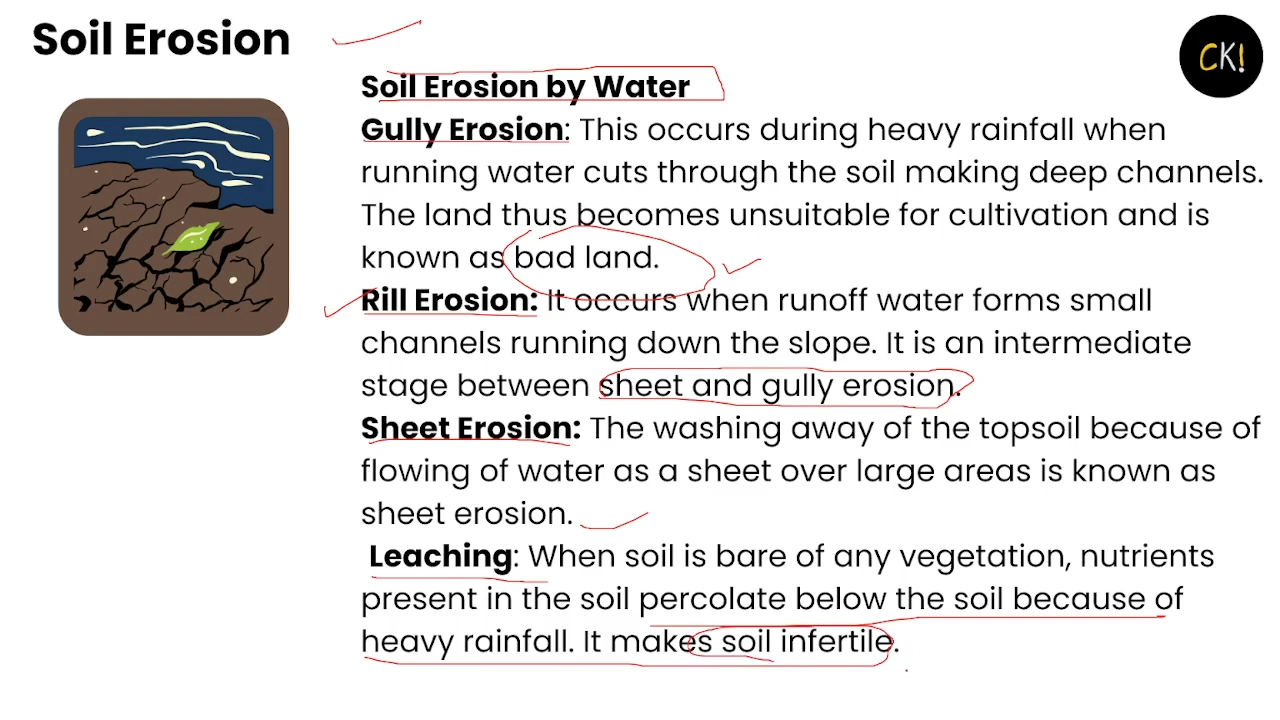 Soil Erosion
CK!
Soil Erosion by Water
Gully Erosion: This occurs during heavy rainfall when
running water cuts through the soil making deep channels.
The land thus becomes unsuitable for cultivation and is
known as bad land.
Rill Erosion: It occurs when runoff water forms small
channels running down the slope. It is an intermediate
stage between sheet and gully erosion.
Sheet Erosion: The washing away of the topsoil because of
flowing of water as a sheet over large areas is known as
sheet erosion.
Leaching: When soil is bare of any vegetation, nutrients
present in the soil percolate below the soil because of
heavy rainfall. It makes soil infertile.